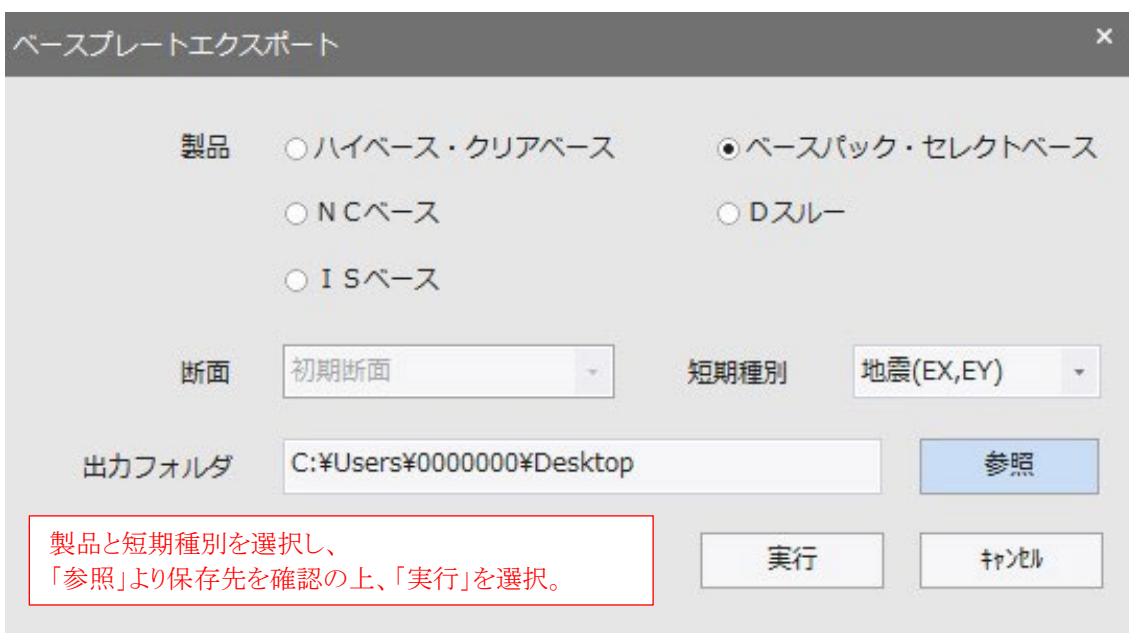 ベースプレートエクスポート ×
製品 ハイベース・クリアベース ベースパック・セレクトベース
NCベース Dスルー
ISベース
断面 初期断面 短期種別 地震(EX,EY)
出力フォルダ C:¥Users¥0000000¥Desktop 参照
製品と短期種別を選択し、
「参照」より保存先を確認の上、「実行」を選択。
実行 ｷｬﾝｾﾙ